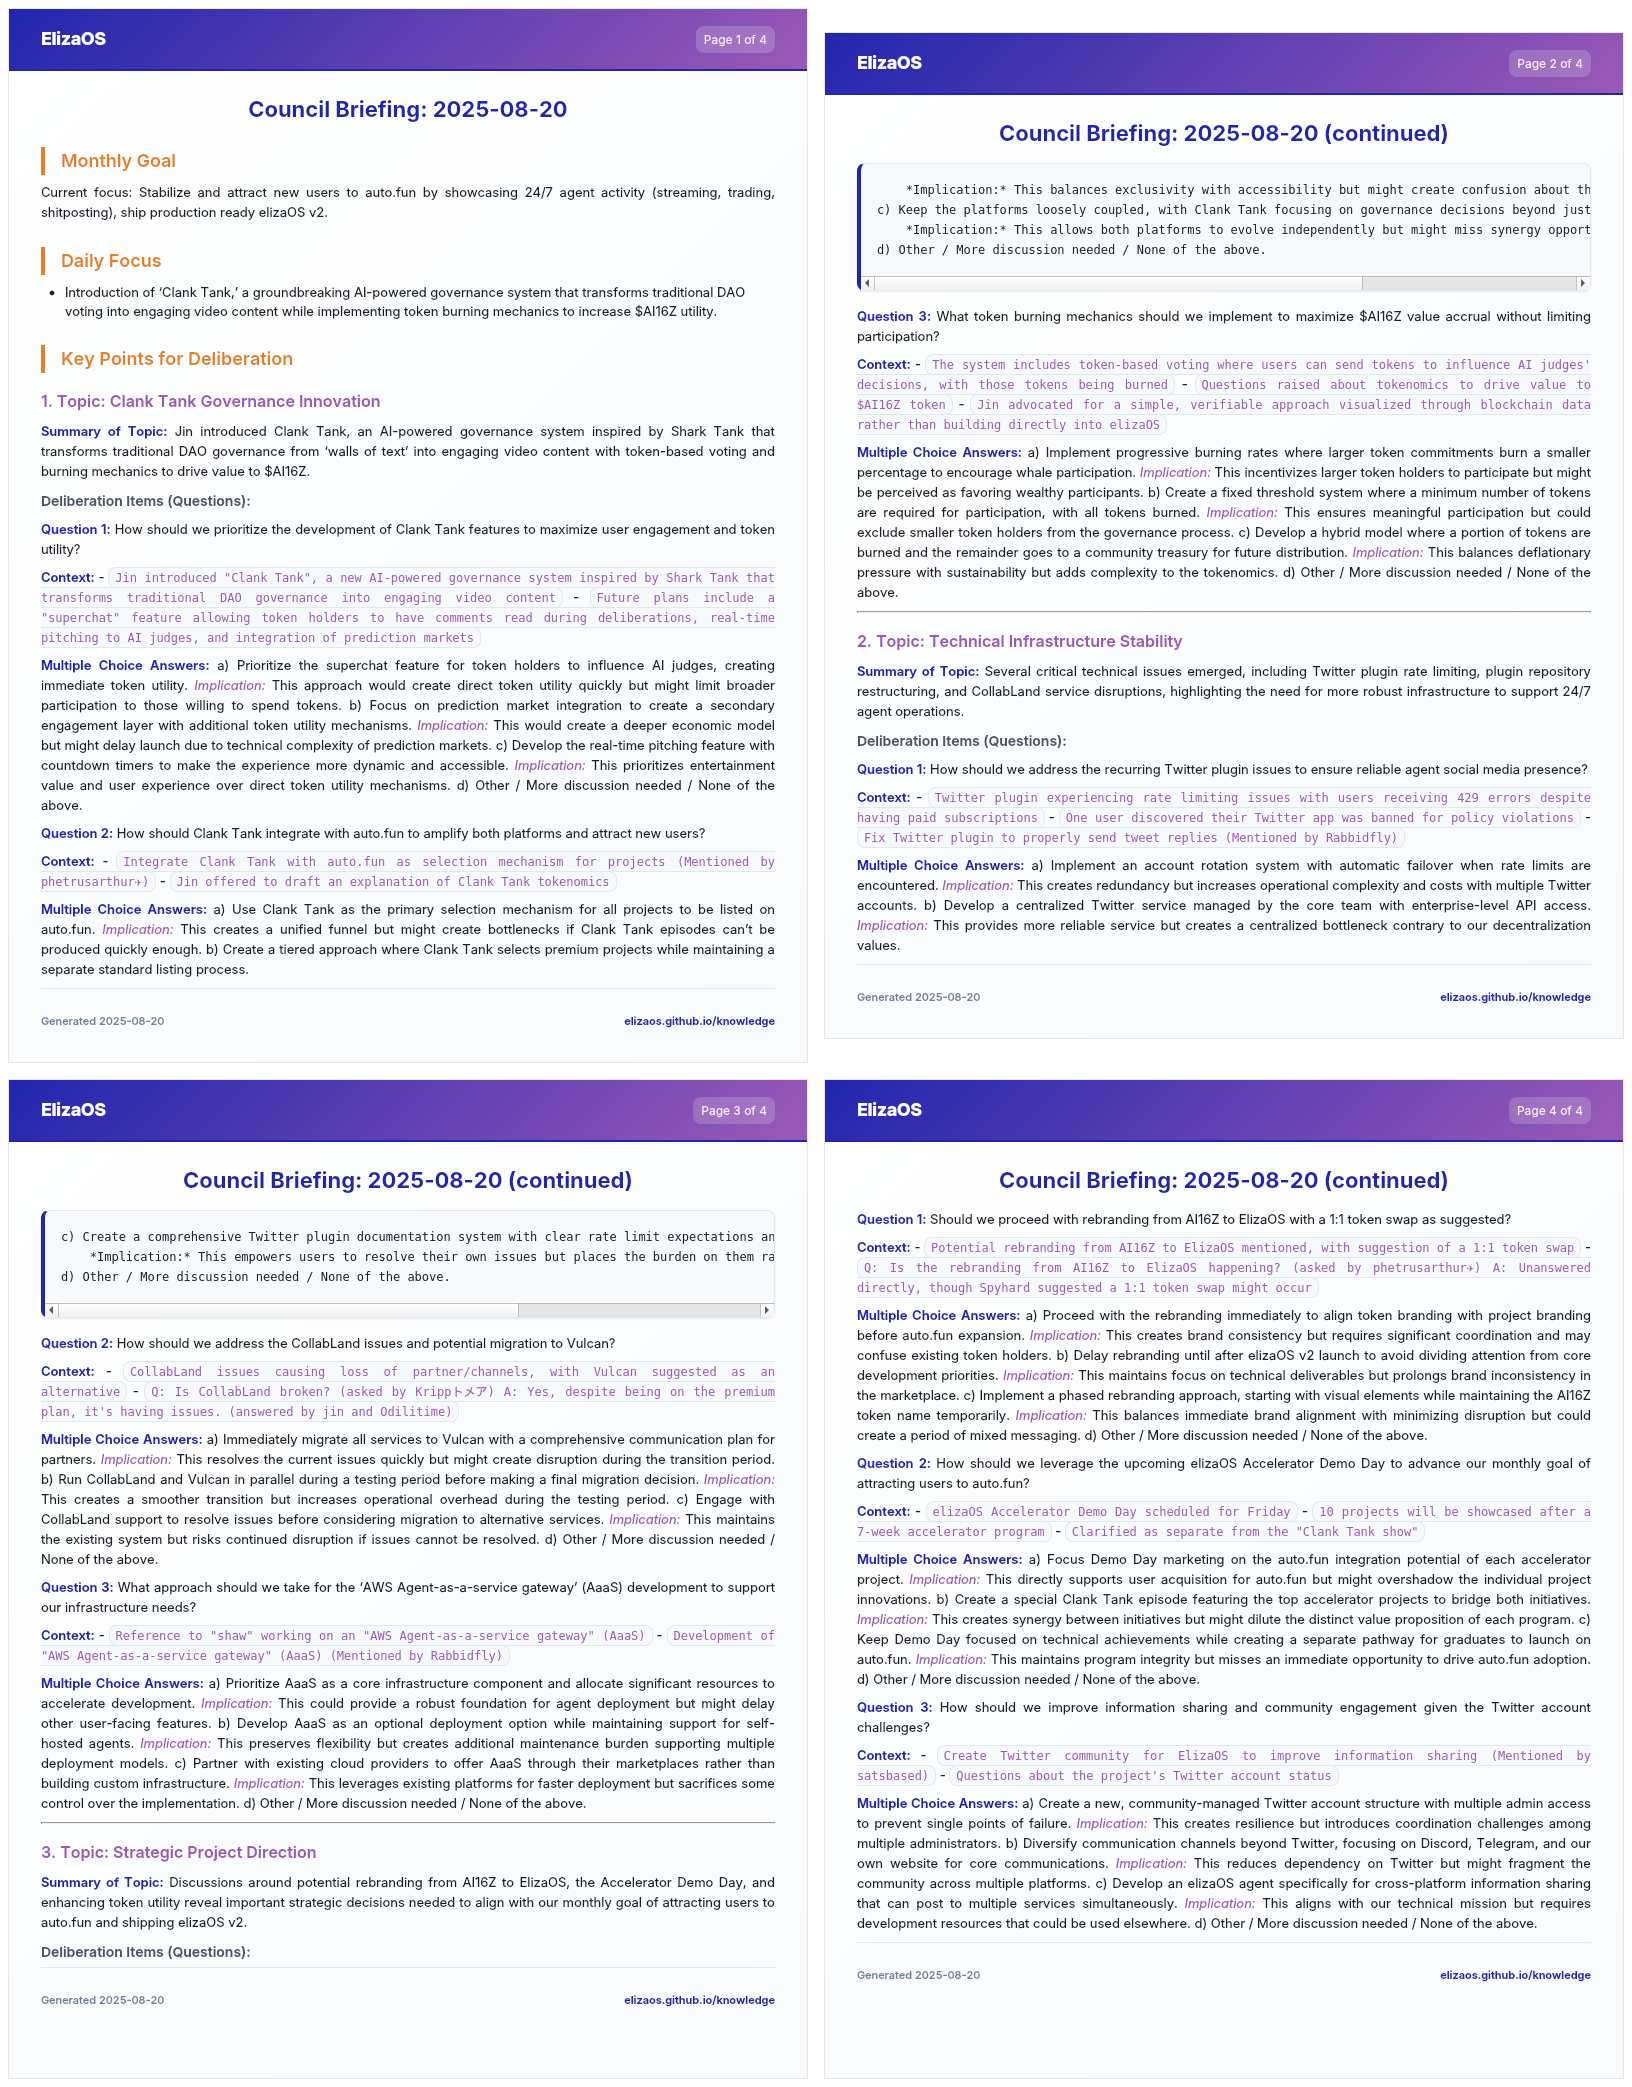 ElizaOS
Page 1 of 4
Council Briefing: 2025-08-20
Monthly Goal
Current focus: Stabilize and attract new users to auto.fun by showcasing 24/7 agent activity (streaming, trading,
shitposting), ship production ready elizaOS v2.
Daily Focus
• Introduction of ‘Clank Tank,’ a groundbreaking AI-powered governance system that transforms traditional DAO
voting into engaging video content while implementing token burning mechanics to increase $AI16Z utility.
Key Points for Deliberation
1. Topic: Clank Tank Governance Innovation
Summary of Topic: Jin introduced Clank Tank, an AI-powered governance system inspired by Shark Tank that
transforms traditional DAO governance from ‘walls of text’ into engaging video content with token-based voting and
burning mechanics to drive value to $AI16Z.
Deliberation Items (Questions):
Question 1: How should we prioritize the development of Clank Tank features to maximize user engagement and token
utility?
Context: - Jin introduced "Clank Tank", a new AI-powered governance system inspired by Shark Tank that
transforms traditional DAO governance into engaging video content - Future plans include a
"superchat" feature allowing token holders to have comments read during deliberations, real-time
pitching to AI judges, and integration of prediction markets
Multiple Choice Answers: a) Prioritize the superchat feature for token holders to influence AI judges, creating
immediate token utility. Implication: This approach would create direct token utility quickly but might limit broader
participation to those willing to spend tokens. b) Focus on prediction market integration to create a secondary
engagement layer with additional token utility mechanisms. Implication: This would create a deeper economic model
but might delay launch due to technical complexity of prediction markets. c) Develop the real-time pitching feature with
countdown timers to make the experience more dynamic and accessible. Implication: This prioritizes entertainment
value and user experience over direct token utility mechanisms. d) Other / More discussion needed / None of the
above.
Question 2: How should Clank Tank integrate with auto.fun to amplify both platforms and attract new users?
Context: - Integrate Clank Tank with auto.fun as selection mechanism for projects (Mentioned by
phetrusarthur✈) - Jin offered to draft an explanation of Clank Tank tokenomics
Multiple Choice Answers: a) Use Clank Tank as the primary selection mechanism for all projects to be listed on
auto.fun. Implication: This creates a unified funnel but might create bottlenecks if Clank Tank episodes can’t be
produced quickly enough. b) Create a tiered approach where Clank Tank selects premium projects while maintaining a
separate standard listing process.
Generated 2025-08-20
elizaos.github.io/knowledge
ElizaOS
Page 2 of 4
Council Briefing: 2025-08-20 (continued)
*Implication:* This balances exclusivity with accessibility but might create confusion about th
c) Keep the platforms loosely coupled, with Clank Tank focusing on governance decisions beyond just
*Implication:* This allows both platforms to evolve independently but might miss synergy opport
d) Other / More discussion needed / None of the above.
Question 3: What token burning mechanics should we implement to maximize $AI16Z value accrual without limiting
participation?
Context: - The system includes token-based voting where users can send tokens to influence AI judges'
decisions, with those tokens being burned - Questions raised about tokenomics to drive value to
$AI16Z token - Jin advocated for a simple, verifiable approach visualized through blockchain data
rather than building directly into elizaOS
Multiple Choice Answers: a) Implement progressive burning rates where larger token commitments burn a smaller
percentage to encourage whale participation. Implication: This incentivizes larger token holders to participate but might
be perceived as favoring wealthy participants. b) Create a fixed threshold system where a minimum number of tokens
are required for participation, with all tokens burned. Implication: This ensures meaningful participation but could
exclude smaller token holders from the governance process. c) Develop a hybrid model where a portion of tokens are
burned and the remainder goes to a community treasury for future distribution. Implication: This balances deflationary
pressure with sustainability but adds complexity to the tokenomics. d) Other / More discussion needed / None of the
above.
2. Topic: Technical Infrastructure Stability
Summary of Topic: Several critical technical issues emerged, including Twitter plugin rate limiting, plugin repository
restructuring, and CollabLand service disruptions, highlighting the need for more robust infrastructure to support 24/7
agent operations.
Deliberation Items (Questions):
Question 1: How should we address the recurring Twitter plugin issues to ensure reliable agent social media presence?
Context: - Twitter plugin experiencing rate limiting issues with users receiving 429 errors despite
having paid subscriptions - One user discovered their Twitter app was banned for policy violations -
Fix Twitter plugin to properly send tweet replies (Mentioned by Rabbidfly)
Multiple Choice Answers: a) Implement an account rotation system with automatic failover when rate limits are
encountered. Implication: This creates redundancy but increases operational complexity and costs with multiple Twitter
accounts. b) Develop a centralized Twitter service managed by the core team with enterprise-level API access.
Implication: This provides more reliable service but creates a centralized bottleneck contrary to our decentralization
values.
Generated 2025-08-20
elizaos.github.io/knowledge
ElizaOS
Page 3 of 4
Council Briefing: 2025-08-20 (continued)
c) Create a comprehensive Twitter plugin documentation system with clear rate limit expectations an
*Implication:* This empowers users to resolve their own issues but places the burden on them ra
d) Other / More discussion needed / None of the above.
Question 2: How should we address the CollabLand issues and potential migration to Vulcan?
Context: - CollabLand issues causing loss of partner/channels, with Vulcan suggested as an
alternative - Q: Is CollabLand broken? (asked by Krippトメア) A: Yes, despite being on the premium
plan, it's having issues. (answered by jin and Odilitime)
Multiple Choice Answers: a) Immediately migrate all services to Vulcan with a comprehensive communication plan for
partners. Implication: This resolves the current issues quickly but might create disruption during the transition period.
b) Run CollabLand and Vulcan in parallel during a testing period before making a final migration decision. Implication:
This creates a smoother transition but increases operational overhead during the testing period. c) Engage with
CollabLand support to resolve issues before considering migration to alternative services. Implication: This maintains
the existing system but risks continued disruption if issues cannot be resolved. d) Other / More discussion needed /
None of the above.
Question 3: What approach should we take for the ‘AWS Agent-as-a-service gateway’ (AaaS) development to support
our infrastructure needs?
Context: - Reference to "shaw" working on an "AWS Agent-as-a-service gateway" (AaaS) - Development of
"AWS Agent-as-a-service gateway" (AaaS) (Mentioned by Rabbidfly)
Multiple Choice Answers: a) Prioritize AaaS as a core infrastructure component and allocate significant resources to
accelerate development. Implication: This could provide a robust foundation for agent deployment but might delay
other user-facing features. b) Develop AaaS as an optional deployment option while maintaining support for self-
hosted agents. Implication: This preserves flexibility but creates additional maintenance burden supporting multiple
deployment models. c) Partner with existing cloud providers to offer AaaS through their marketplaces rather than
building custom infrastructure. Implication: This leverages existing platforms for faster deployment but sacrifices some
control over the implementation. d) Other / More discussion needed / None of the above.
3. Topic: Strategic Project Direction
Summary of Topic: Discussions around potential rebranding from AI16Z to ElizaOS, the Accelerator Demo Day, and
enhancing token utility reveal important strategic decisions needed to align with our monthly goal of attracting users to
auto.fun and shipping elizaOS v2.
Deliberation Items (Questions):
Generated 2025-08-20
elizaos.github.io/knowledge
ElizaOS
Page 4 of 4
Council Briefing: 2025-08-20 (continued)
Question 1: Should we proceed with rebranding from AI16Z to ElizaOS with a 1:1 token swap as suggested?
Context: - Potential rebranding from AI16Z to ElizaOS mentioned, with suggestion of a 1:1 token swap -
Q: Is the rebranding from AI16Z to ElizaOS happening? (asked by phetrusarthur✈) A: Unanswered
directly, though Spyhard suggested a 1:1 token swap might occur
Multiple Choice Answers: a) Proceed with the rebranding immediately to align token branding with project branding
before auto.fun expansion. Implication: This creates brand consistency but requires significant coordination and may
confuse existing token holders. b) Delay rebranding until after elizaOS v2 launch to avoid dividing attention from core
development priorities. Implication: This maintains focus on technical deliverables but prolongs brand inconsistency in
the marketplace. c) Implement a phased rebranding approach, starting with visual elements while maintaining the AI16Z
token name temporarily. Implication: This balances immediate brand alignment with minimizing disruption but could
create a period of mixed messaging. d) Other / More discussion needed / None of the above.
Question 2: How should we leverage the upcoming elizaOS Accelerator Demo Day to advance our monthly goal of
attracting users to auto.fun?
Context: - elizaOS Accelerator Demo Day scheduled for Friday - 10 projects will be showcased after a
7-week accelerator program - Clarified as separate from the "Clank Tank show"
Multiple Choice Answers: a) Focus Demo Day marketing on the auto.fun integration potential of each accelerator
project. Implication: This directly supports user acquisition for auto.fun but might overshadow the individual project
innovations. b) Create a special Clank Tank episode featuring the top accelerator projects to bridge both initiatives.
Implication: This creates synergy between initiatives but might dilute the distinct value proposition of each program. c)
Keep Demo Day focused on technical achievements while creating a separate pathway for graduates to launch on
auto.fun. Implication: This maintains program integrity but misses an immediate opportunity to drive auto.fun adoption.
d) Other / More discussion needed / None of the above.
Question 3: How should we improve information sharing and community engagement given the Twitter account
challenges?
Context: - Create Twitter community for ElizaOS to improve information sharing (Mentioned by
satsbased) - Questions about the project's Twitter account status
Multiple Choice Answers: a) Create a new, community-managed Twitter account structure with multiple admin access
to prevent single points of failure. Implication: This creates resilience but introduces coordination challenges among
multiple administrators. b) Diversify communication channels beyond Twitter, focusing on Discord, Telegram, and our
own website for core communications. Implication: This reduces dependency on Twitter but might fragment the
community across multiple platforms. c) Develop an elizaOS agent specifically for cross-platform information sharing
that can post to multiple services simultaneously. Implication: This aligns with our technical mission but requires
development resources that could be used elsewhere. d) Other / More discussion needed / None of the above.
Generated 2025-08-20
elizaos.github.io/knowledge